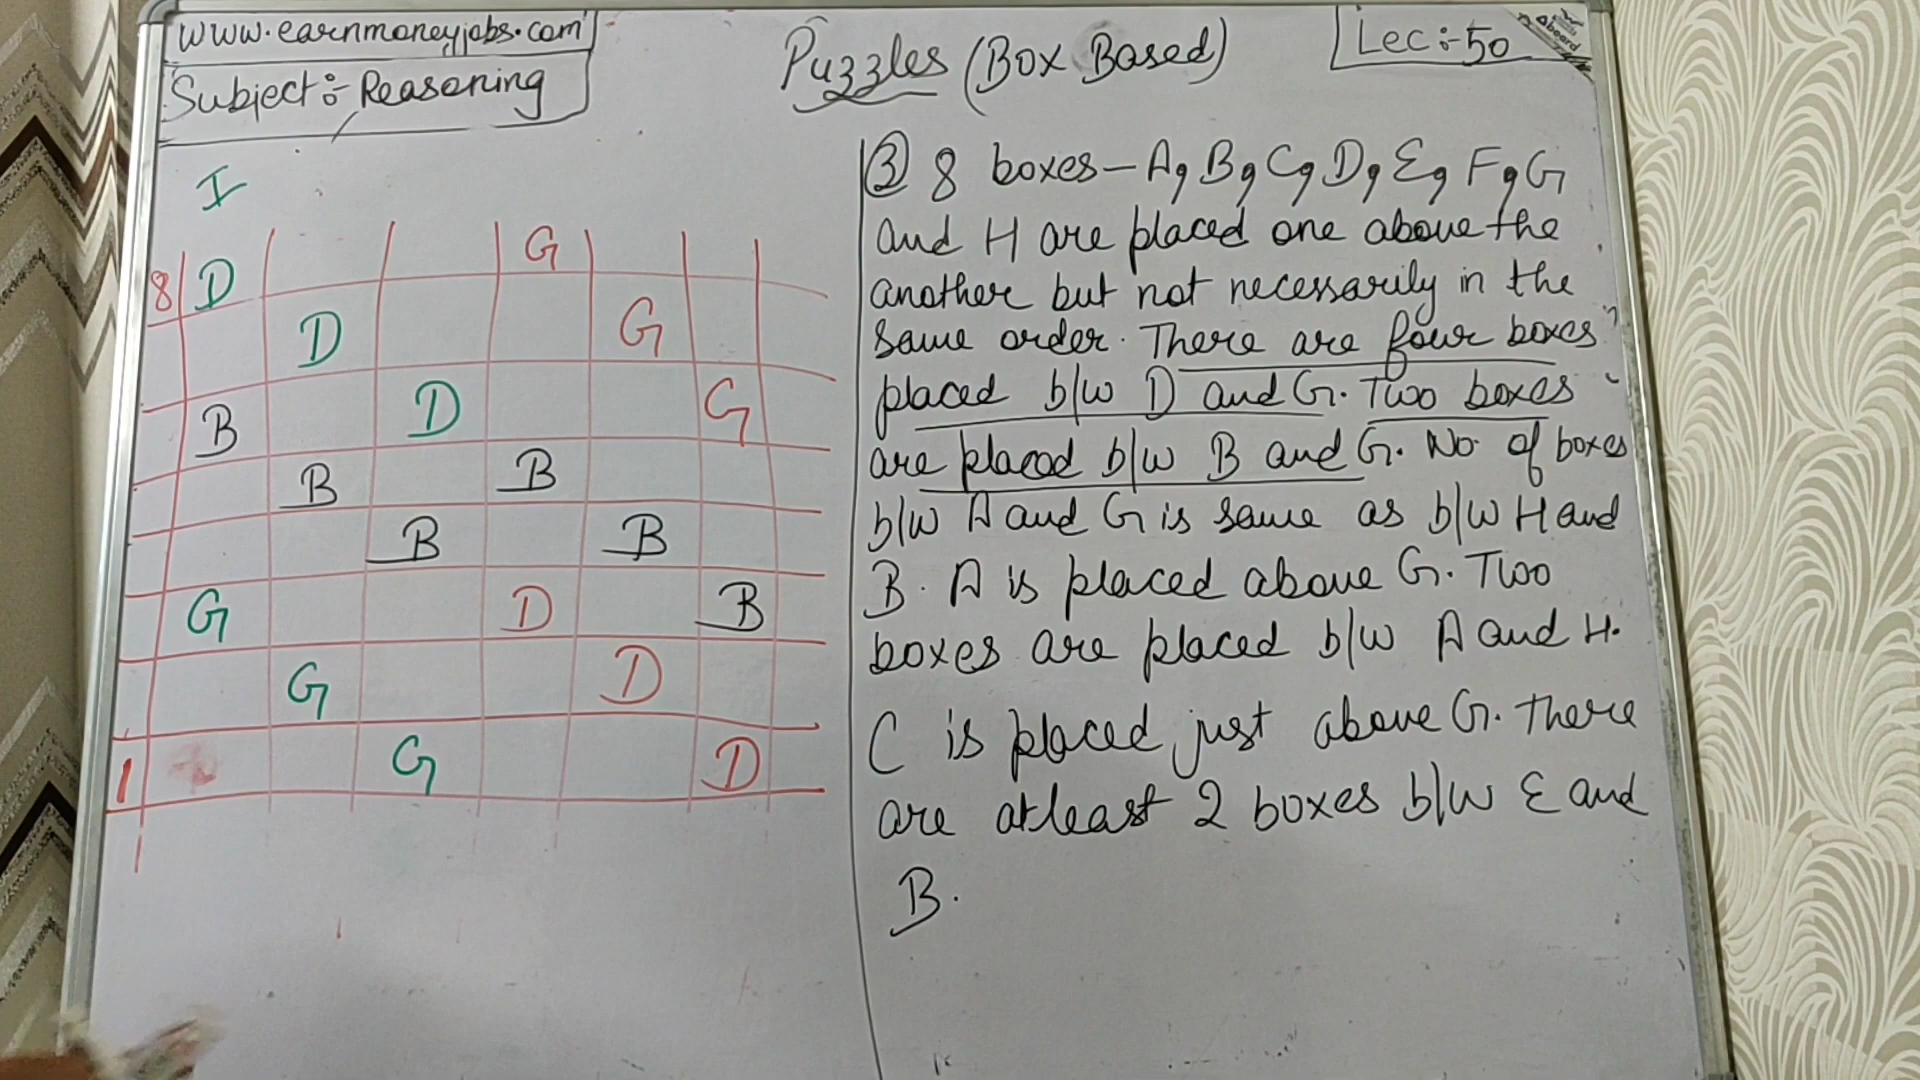 www.earnmoneyjobs.com
Subject:- Reasoning
Puzzles (Box Based)
Lec:-50
aboard
③ 8 boxes - A, B, C, D, E, F, G
and H are placed one above the
another but not necessarily in the
same order. There are four boxes
placed b/w D and G. Two boxes
are placed b/w B and G. No of boxes
b/w A and G is same as b/w H and
B. A is placed above G. Two
boxes are placed b/w A and H.
C is placed just above G. There
are atleast 2 boxes b/w E and
B.
I
G
8 D
D G
B D G
B B
B B
G D B
G D
1 G D